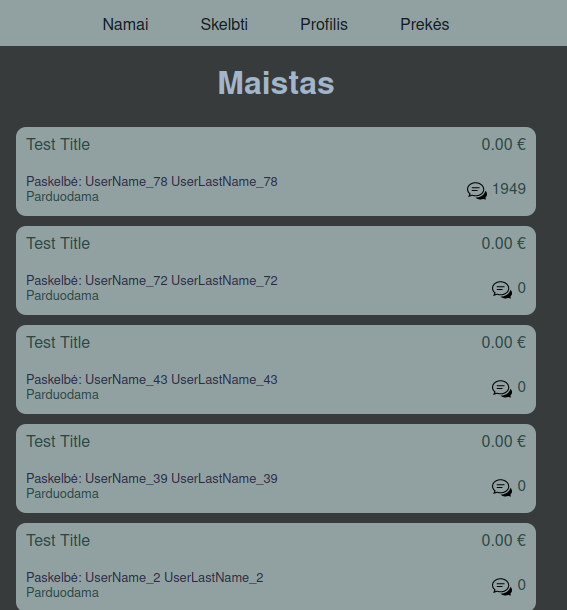 Namai Skelbti Profilis Prekės
Maistas
Test Title 0.00 €
Paskelbė: UserName_78 UserLastName_78
Parduodama 1949
Test Title 0.00 €
Paskelbė: UserName_72 UserLastName_72
Parduodama 0
Test Title 0.00 €
Paskelbė: UserName_43 UserLastName_43
Parduodama 0
Test Title 0.00 €
Paskelbė: UserName_39 UserLastName_39
Parduodama 0
Test Title 0.00 €
Paskelbė: UserName_2 UserLastName_2
Parduodama 0